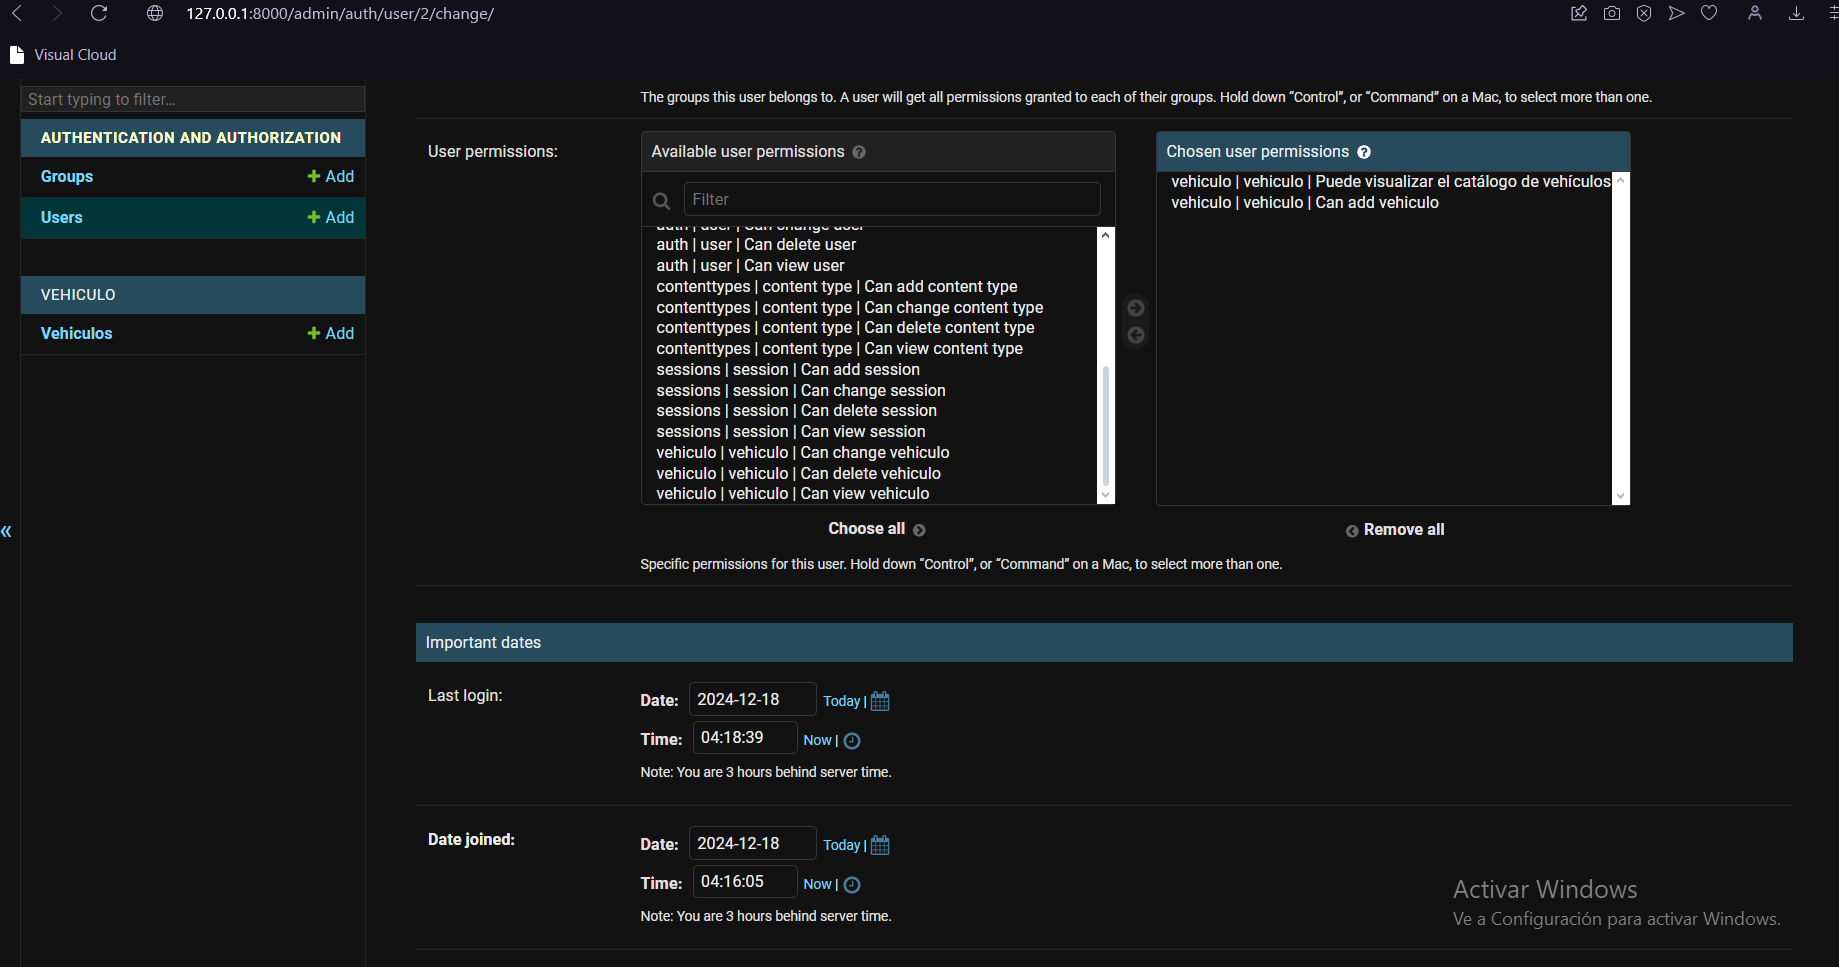 127.0.0.1:8000/admin/auth/user/2/change/
Visual Cloud
Start typing to filter...
AUTHENTICATION AND AUTHORIZATION
Groups
Add
Users
Add
VEHICULO
Vehiculos
Add
«
The groups this user belongs to. A user will get all permissions granted to each of their groups. Hold down “Control”, or “Command” on a Mac, to select more than one.
User permissions:
Available user permissions ?
Filter
auth | user | Can change user
auth | user | Can delete user
auth | user | Can view user
contenttypes | content type | Can add content type
contenttypes | content type | Can change content type
contenttypes | content type | Can delete content type
contenttypes | content type | Can view content type
sessions | session | Can add session
sessions | session | Can change session
sessions | session | Can delete session
sessions | session | Can view session
vehiculo | vehiculo | Can change vehiculo
vehiculo | vehiculo | Can delete vehiculo
vehiculo | vehiculo | Can view vehiculo
Choose all
Chosen user permissions ?
vehiculo | vehiculo | Puede visualizar el catálogo de vehículos
vehiculo | vehiculo | Can add vehiculo
Remove all
Specific permissions for this user. Hold down “Control”, or “Command” on a Mac, to select more than one.
Important dates
Last login:
Date: 2024-12-18 Today |
Time: 04:18:39 Now |
Note: You are 3 hours behind server time.
Date joined:
Date: 2024-12-18 Today |
Time: 04:16:05 Now |
Note: You are 3 hours behind server time.
Activar Windows
Ve a Configuración para activar Windows.